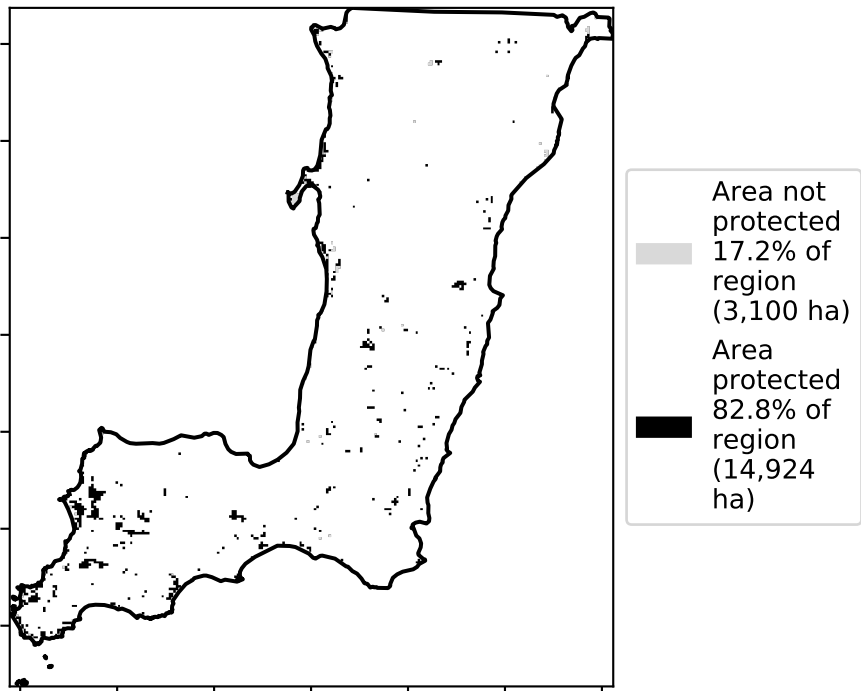 Area not
protected
17.2% of
region
(3,100 ha)
Area
protected
82.8% of
region
(14,924
ha)